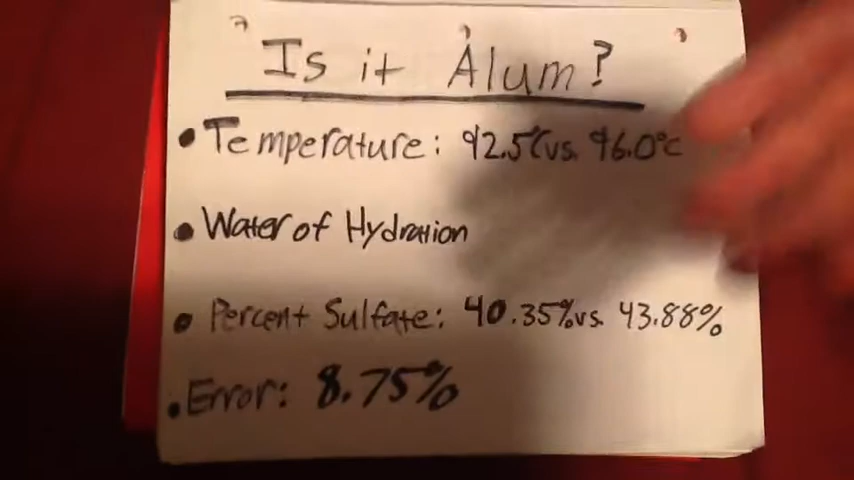 Is it Alum?
• Temperature: 92.5°C vs. 96.0°C
• Water of Hydration
• Percent Sulfate: 40.35% vs. 43.88%
• Error: 8.75%